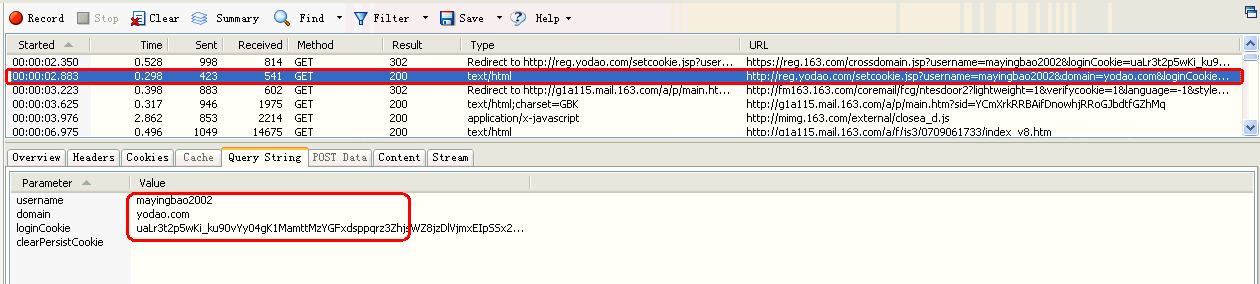 Record Stop Clear Summary Find Filter Save Help
Started Time Sent Received Method Result Type URL
00:00:02.350 0.528 998 814 GET 302 Redirect to http://reg.yodao.com/setcookie.jsp?user... https://reg.163.com/crossdomain.jsp?username=mayingbao2002&loginCookie=uaLr3t2p5wKi_ku9...
00:00:02.883 0.298 423 541 GET 200 text/html http://reg.yodao.com/setcookie.jsp?username=mayingbao2002&domain=yodao.com&loginCookie...
00:00:03.223 0.398 883 602 GET 302 Redirect to http://g1a115.mail.163.com/a/p/main.ht... http://fm163.163.com/coremail/fcg/ntesdoor2?lightweight=1&verifycookie=1&language=-1&style...
00:00:03.625 0.317 946 1975 GET 200 text/html;charset=GBK http://g1a115.mail.163.com/a/p/main.htm?sid=YCmXrkRRBAifDnowhjRRoGJbdtfGZhMq
00:00:03.976 2.862 853 2214 GET 200 application/x-javascript http://mimg.163.com/external/closea_d.js
00:00:06.975 0.496 1049 14675 GET 200 text/html http://g1a115.mail.163.com/a/f/js3/0709061733/index_v8.htm
Overview Headers Cookies Cache Query String POST Data Content Stream
Parameter Value
username mayingbao2002
domain yodao.com
loginCookie uaLr3t2p5wKi_ku90vYy04gK1MamttMzYGFxdsppqrz3ZhjsWZ8jzDlVjmxEIpS5x2...
clearPersistCookie